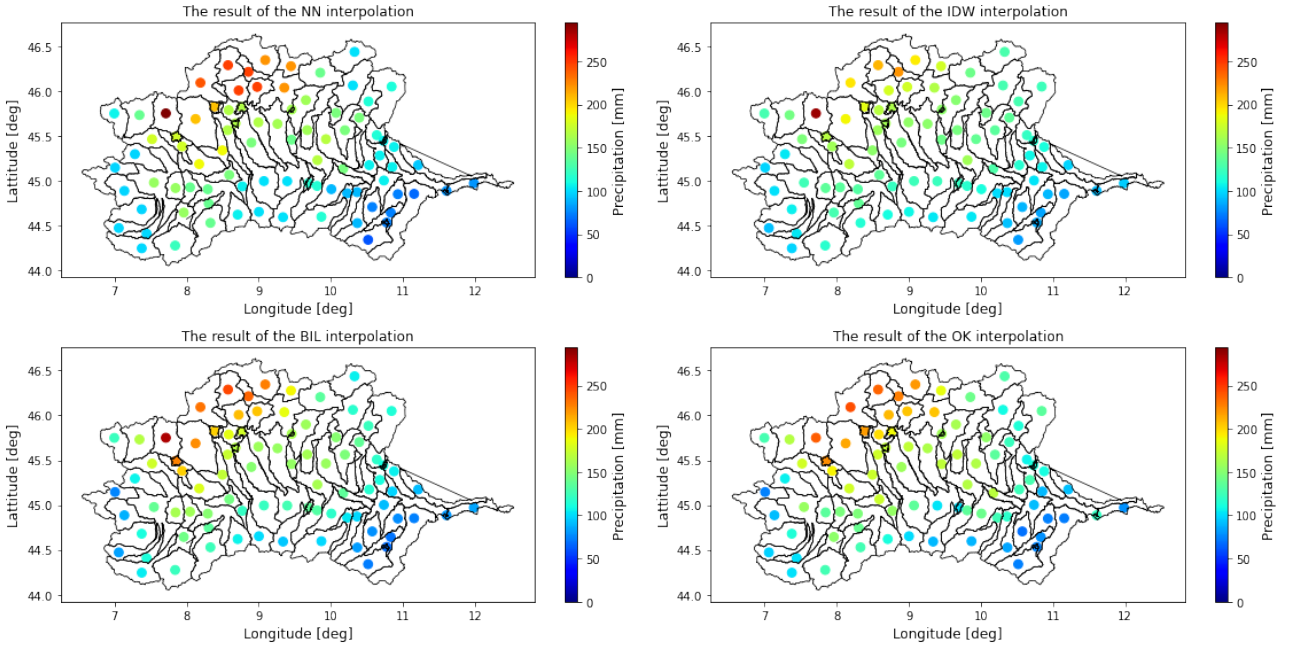 The result of the NN interpolation
46.5
46.0
45.5
45.0
44.5
44.0
Lattitude [deg]
7 8 9 10 11 12
Longitude [deg]
250
200
150
100
50
0
Precipitation [mm]
The result of the IDW interpolation
46.5
46.0
45.5
45.0
44.5
44.0
Lattitude [deg]
7 8 9 10 11 12
Longitude [deg]
250
200
150
100
50
0
Precipitation [mm]
The result of the BIL interpolation
46.5
46.0
45.5
45.0
44.5
44.0
Lattitude [deg]
7 8 9 10 11 12
Longitude [deg]
250
200
150
100
50
0
Precipitation [mm]
The result of the OK interpolation
46.5
46.0
45.5
45.0
44.5
44.0
Lattitude [deg]
7 8 9 10 11 12
Longitude [deg]
250
200
150
100
50
0
Precipitation [mm]